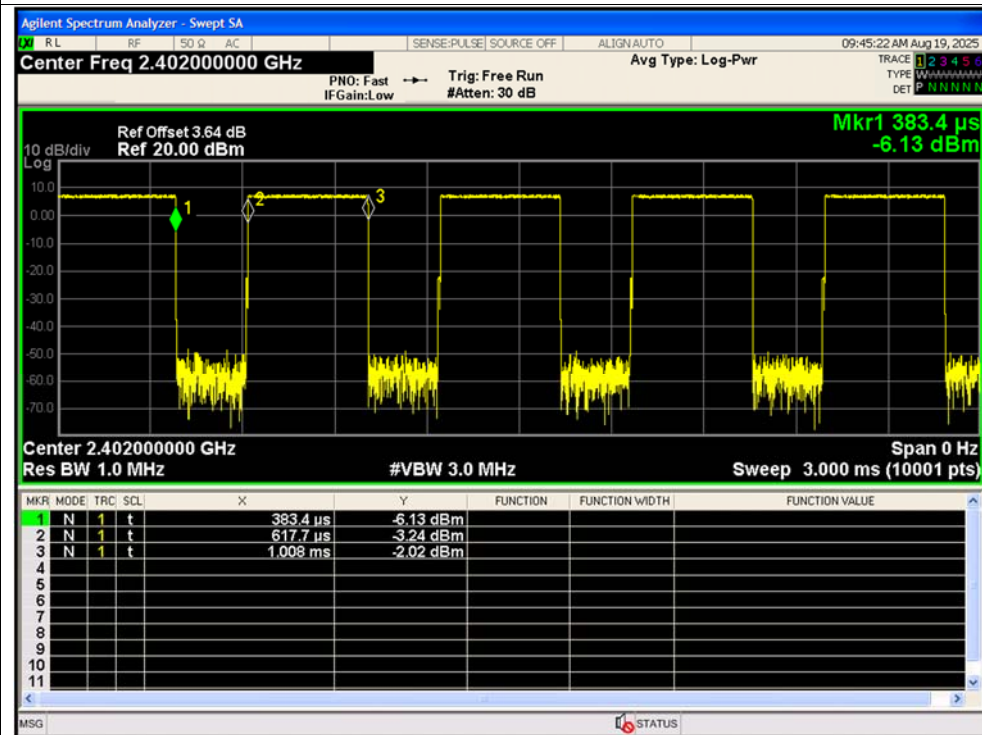 Agilent Spectrum Analyzer - Swept SA
LXI RL RF 50 Ω AC SENSE:PULSE SOURCE OFF ALIGNAUTO 09:45:22 AM Aug 19, 2025
Center Freq 2.402000000 GHz Avg Type: Log-Pwr TRACE 1 2 3 4 5 6
PNO: Fast Trig: Free Run TYPE W
IFGain:Low #Atten: 30 dB DET P N N N N N
Mkr1 383.4 µs
Ref Offset 3.64 dB
10 dB/div Ref 20.00 dBm -6.13 dBm
Log
10.0
1 2 3
0.00
-10.0
-20.0
-30.0
-40.0
-50.0
-60.0
-70.0
Center 2.402000000 GHz Span 0 Hz
Res BW 1.0 MHz #VBW 3.0 MHz Sweep 3.000 ms (10001 pts)
MKR MODE TRC SCL X Y FUNCTION FUNCTION WIDTH FUNCTION VALUE
1 N 1 t 383.4 µs -6.13 dBm
2 N 1 t 617.7 µs -3.24 dBm
3 N 1 t 1.008 ms -2.02 dBm
4
5
6
7
8
9
10
11
MSG STATUS